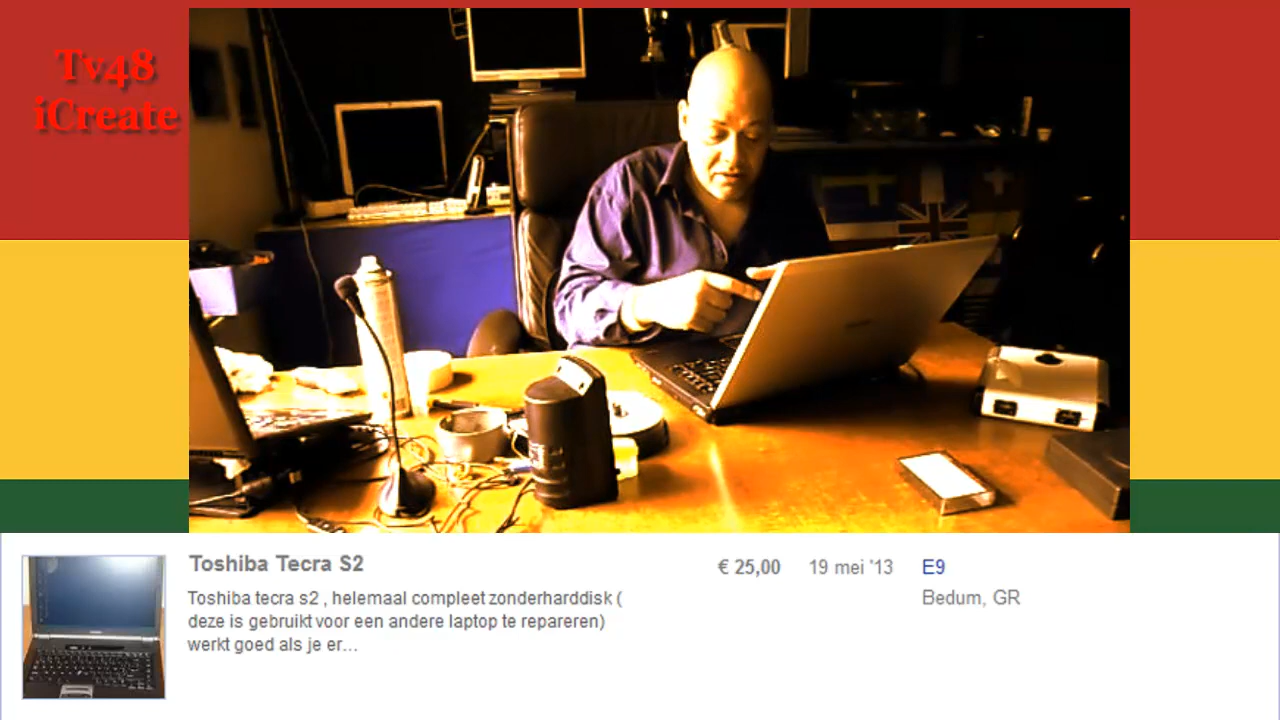 Tv48
iCreate
Toshiba Tecra S2
€ 25,00
19 mei '13
E9
Toshiba tecra s2 , helemaal compleet zonderharddisk (
Bedum, GR
deze is gebruikt voor een andere laptop te repareren)
werkt goed als je er...